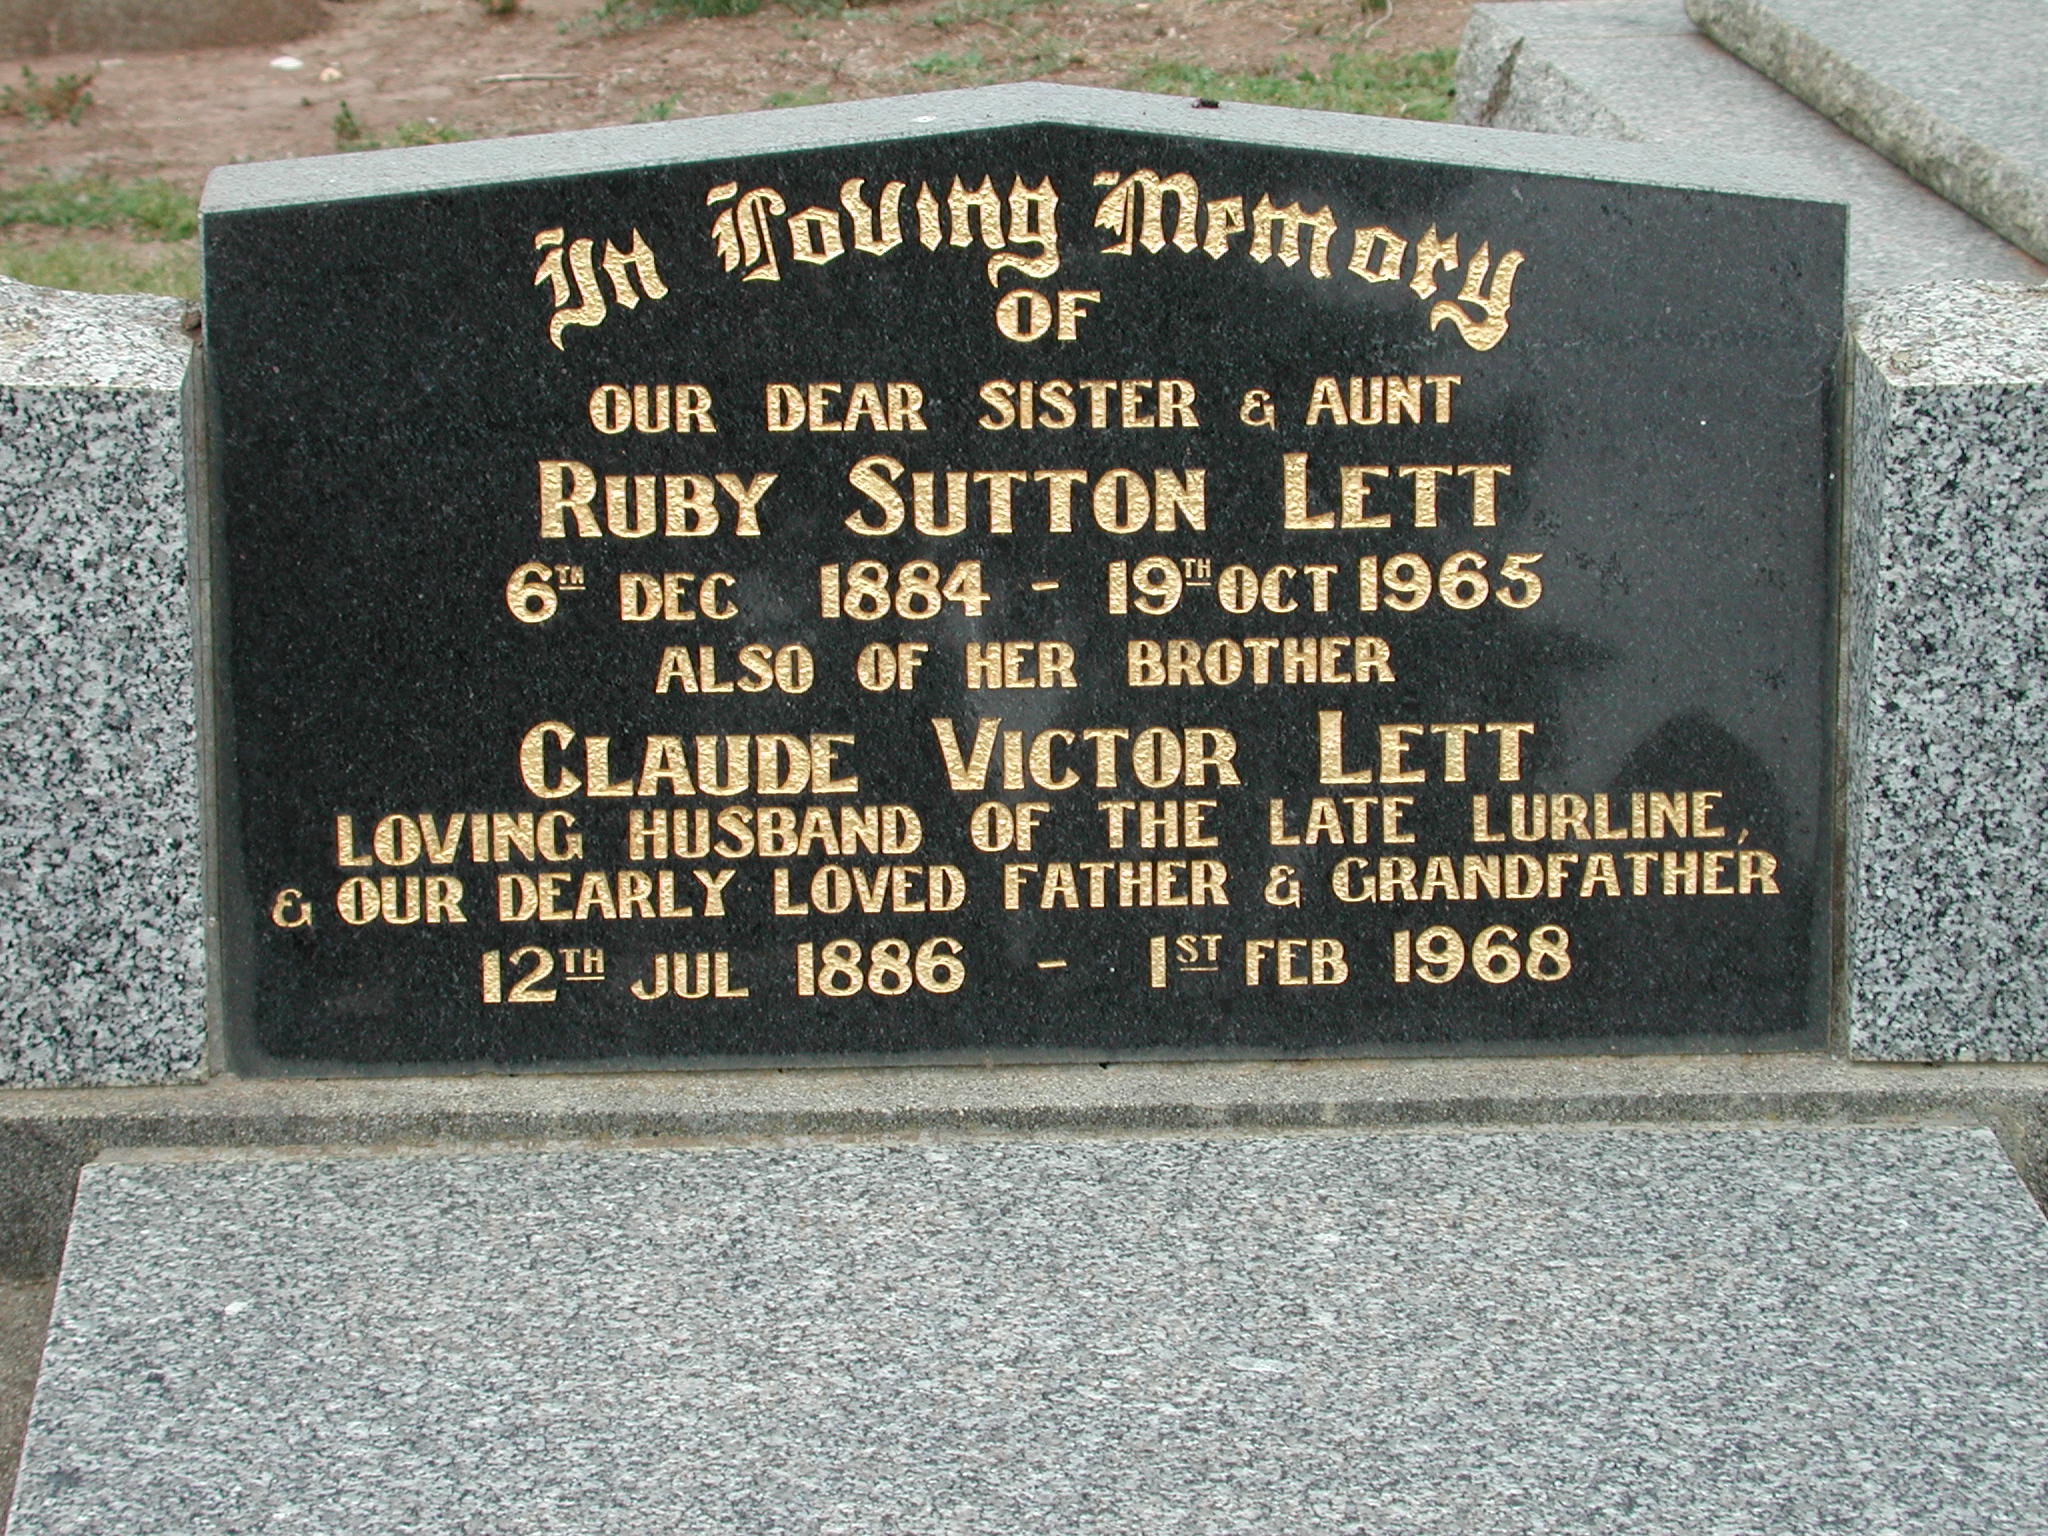 In Loving Memory
OF
OUR DEAR SISTER & AUNT
RUBY SUTTON LETT
6TH DEC 1884 - 19TH OCT 1965
ALSO OF HER BROTHER
CLAUDE VICTOR LETT
LOVING HUSBAND OF THE LATE LURLINE,
& OUR DEARLY LOVED FATHER & GRANDFATHER
12TH JUL 1886 - 1ST FEB 1968